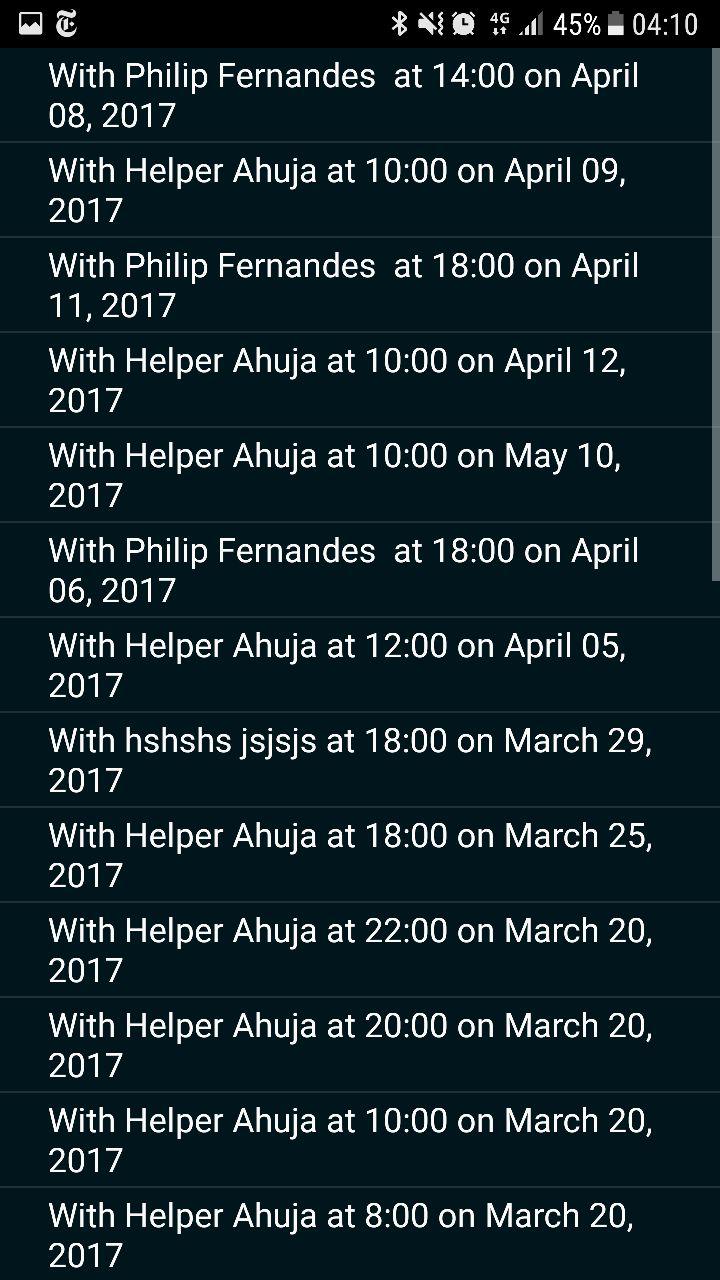 4G 45% 04:10
With Philip Fernandes  at 14:00 on April
08, 2017
With Helper Ahuja at 10:00 on April 09,
2017
With Philip Fernandes  at 18:00 on April
11, 2017
With Helper Ahuja at 10:00 on April 12,
2017
With Helper Ahuja at 10:00 on May 10,
2017
With Philip Fernandes  at 18:00 on April
06, 2017
With Helper Ahuja at 12:00 on April 05,
2017
With hshshs jsjsjs at 18:00 on March 29,
2017
With Helper Ahuja at 18:00 on March 25,
2017
With Helper Ahuja at 22:00 on March 20,
2017
With Helper Ahuja at 20:00 on March 20,
2017
With Helper Ahuja at 10:00 on March 20,
2017
With Helper Ahuja at 8:00 on March 20,
2017